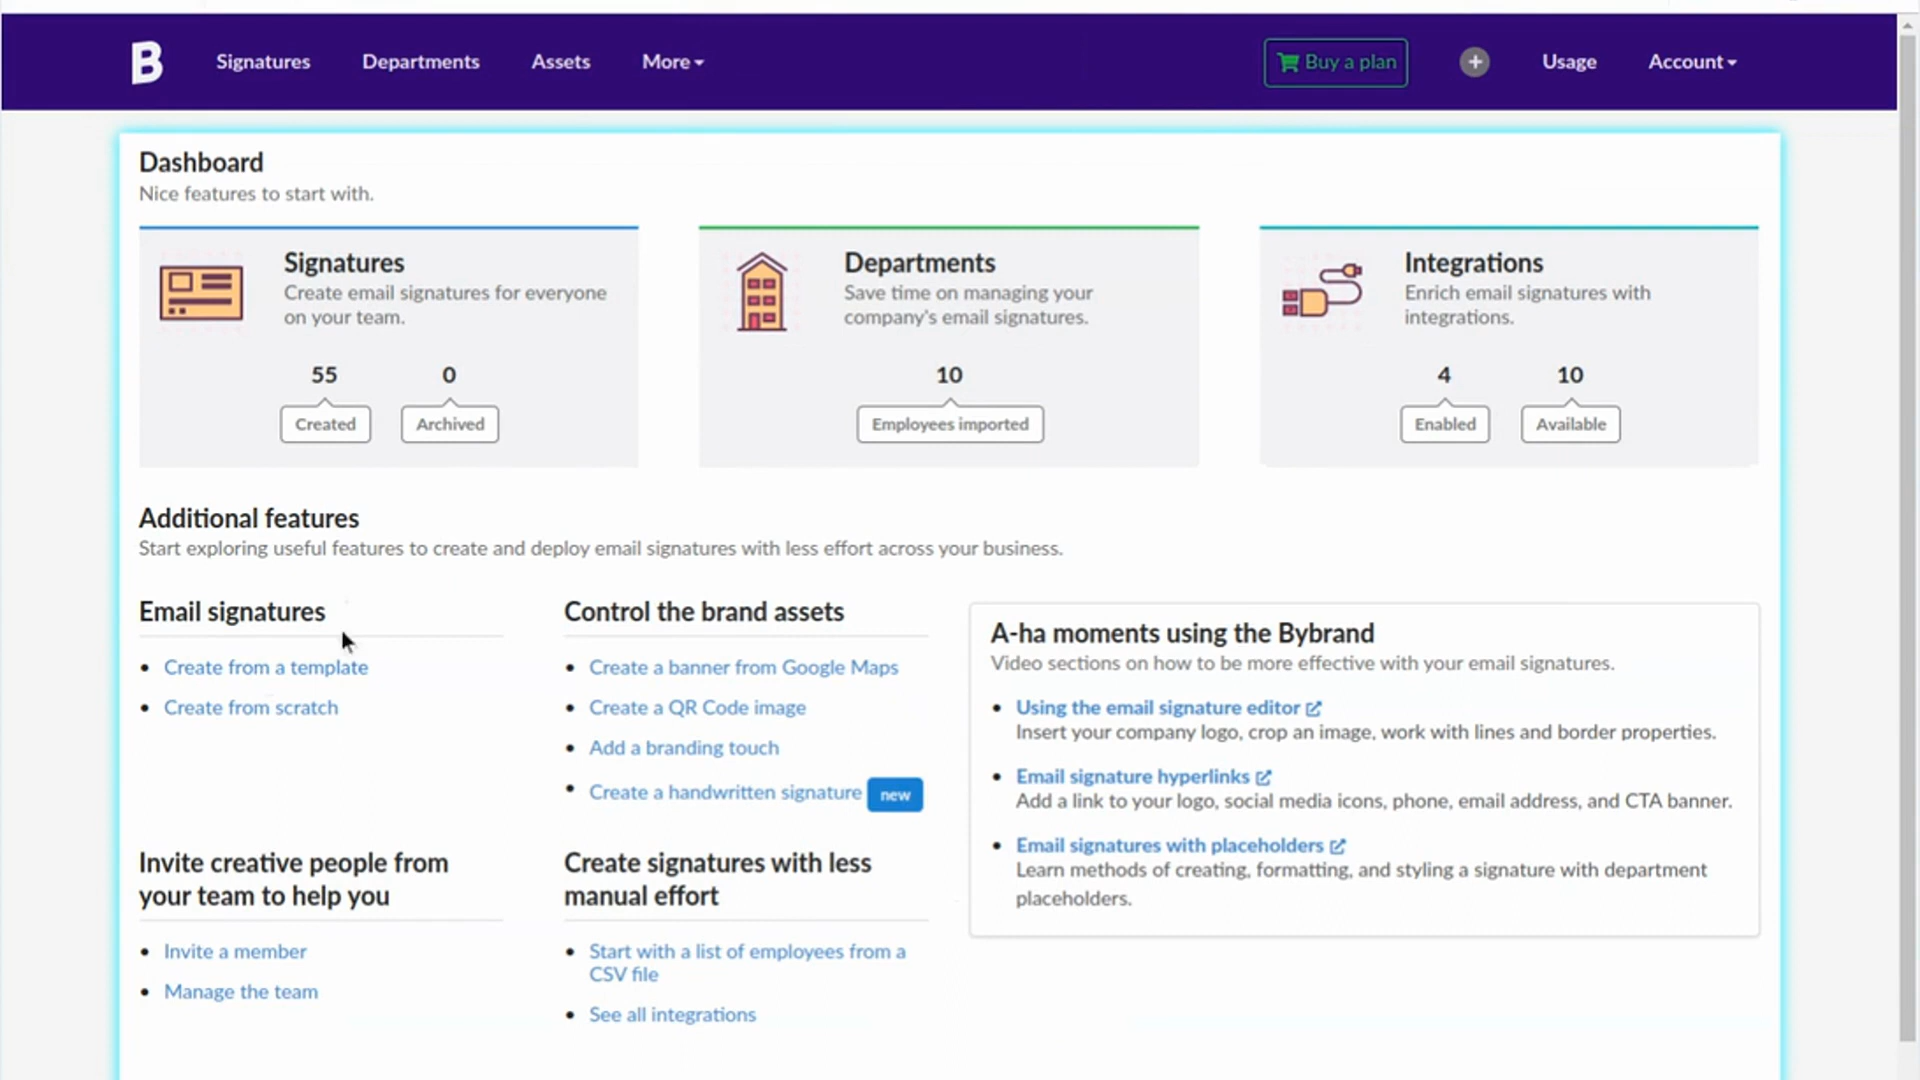 B Signatures Departments Assets More Buy a plan + Usage Account
Dashboard
Nice features to start with.
Signatures
Create email signatures for everyone
on your team.
55 0
Created Archived
Departments
Save time on managing your
company's email signatures.
10
Employees imported
Integrations
Enrich email signatures with
integrations.
4 10
Enabled Available
Additional features
Start exploring useful features to create and deploy email signatures with less effort across your business.
Email signatures
• Create from a template
• Create from scratch
Control the brand assets
• Create a banner from Google Maps
• Create a QR Code image
• Add a branding touch
• Create a handwritten signature new
A-ha moments using the Bybrand
Video sections on how to be more effective with your email signatures.
• Using the email signature editor
Insert your company logo, crop an image, work with lines and border properties.
• Email signature hyperlinks
Add a link to your logo, social media icons, phone, email address, and CTA banner.
• Email signatures with placeholders
Learn methods of creating, formatting, and styling a signature with department
placeholders.
Invite creative people from
your team to help you
• Invite a member
• Manage the team
Create signatures with less
manual effort
• Start with a list of employees from a
CSV file
• See all integrations